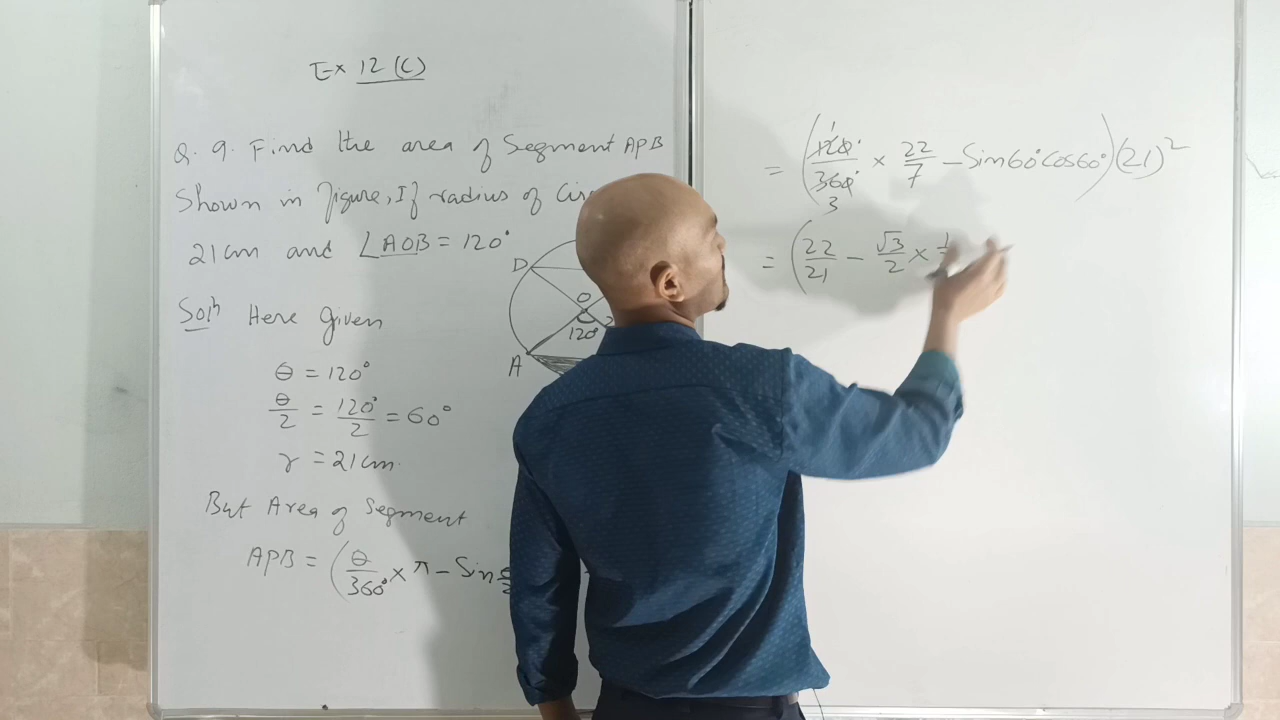 Ex 12 (C)
Q. 9. Find the area of Segment APB
Shown in figure, If radius of
21cm and ∠AOB = 120°
Soln Here Given
θ = 120°
θ/2 = 120°/2 = 60°
r = 21cm.
But Area of Segment
APB = (θ/360° × π - Sin
D
O
120°
A
= (120°/360° × 22/7 - Sin60°Cos60°)(21)²
1
3
= (22/21 - √3/2 × 1